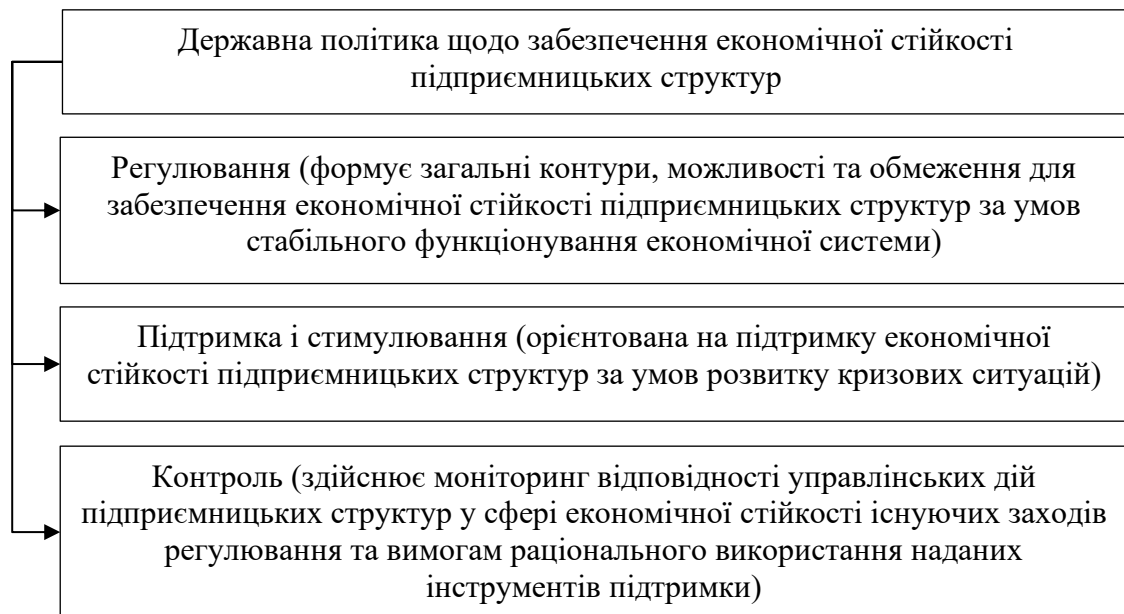 Державна політика щодо забезпечення економічної стійкості
підприємницьких структур
Регулювання (формує загальні контури, можливості та обмеження для
забезпечення економічної стійкості підприємницьких структур за умов
стабільного функціонування економічної системи)
Підтримка і стимулювання (орієнтована на підтримку економічної
стійкості підприємницьких структур за умов розвитку кризових ситуацій)
Контроль (здійснює моніторинг відповідності управлінських дій
підприємницьких структур у сфері економічної стійкості існуючих заходів
регулювання та вимогам раціонального використання наданих
інструментів підтримки)